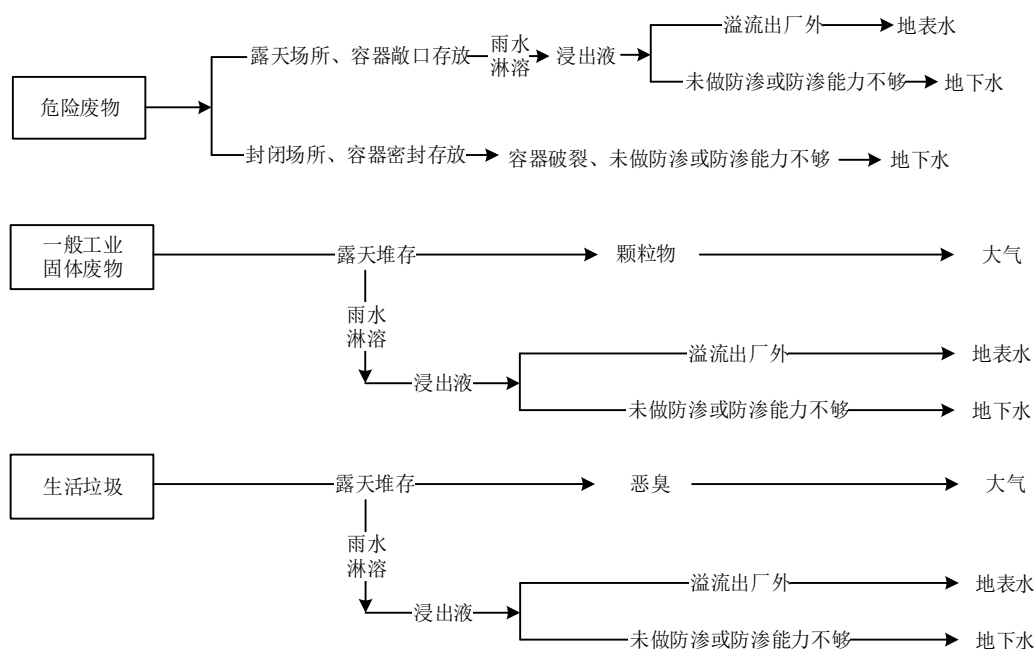 溢流出厂外 地表水
露天场所、容器敞口存放 雨水淋溶 浸出液
未做防渗或防渗能力不够 地下水
危险废物
封闭场所、容器密封存放 容器破裂、未做防渗或防渗能力不够 地下水
一般工业
固体废物
露天堆存 颗粒物 大气
雨水
淋溶
溢流出厂外 地表水
浸出液
未做防渗或防渗能力不够 地下水
生活垃圾 露天堆存 恶臭 大气
雨水
淋溶
溢流出厂外 地表水
浸出液
未做防渗或防渗能力不够 地下水